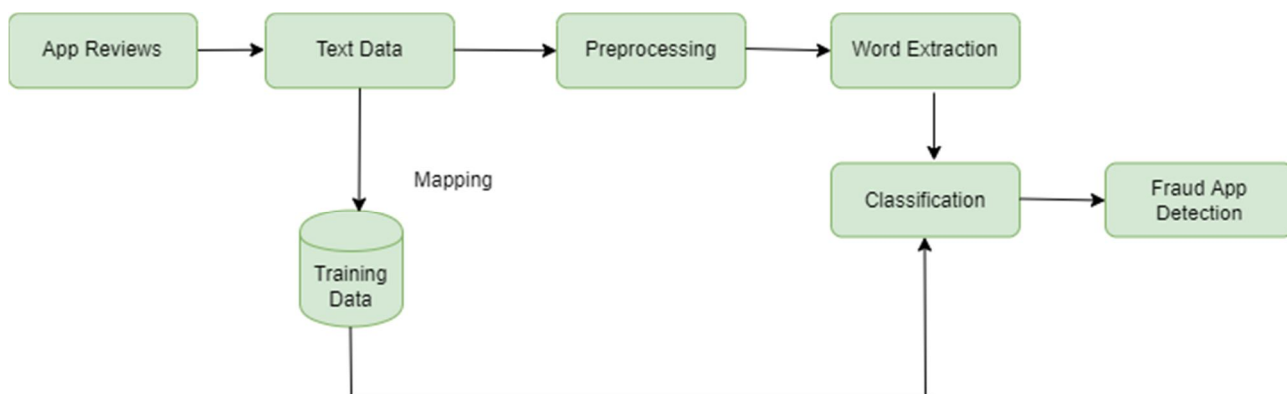 App Reviews
Text Data
Preprocessing
Word Extraction
Mapping
Classification
Fraud App
Detection
Training
Data